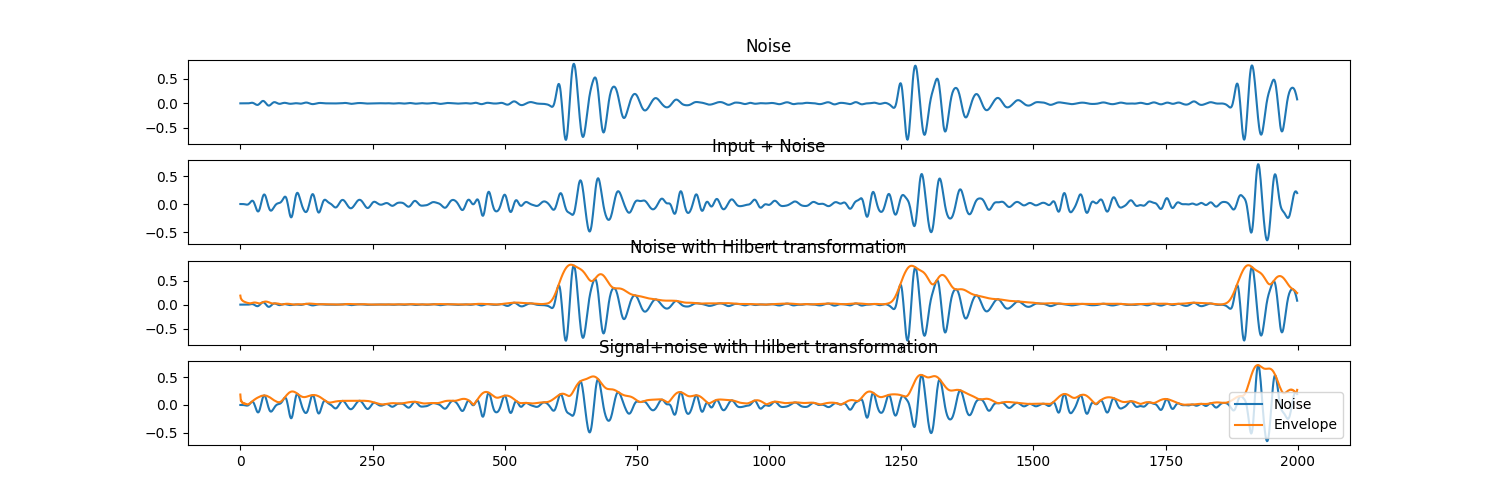 Noise
0.5
0.0
−0.5
Input + Noise
0.5
0.0
−0.5
Noise with Hilbert transformation
0.5
0.0
−0.5
Signal+noise with Hilbert transformation
0.5
0.0
−0.5
Noise
Envelope
0 250 500 750 1000 1250 1500 1750 2000